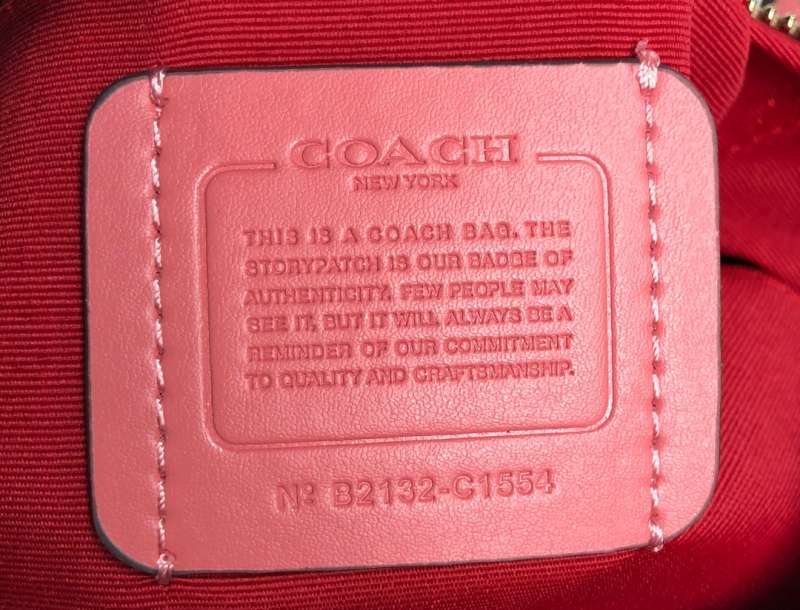 COACH
NEW YORK
THIS IS A COACH BAG. THE
STORYPATCH IS OUR BADGE OF
AUTHENTICITY. FEW PEOPLE MAY
SEE IT, BUT IT WILL ALWAYS BE A
REMINDER OF OUR COMMITMENT
TO QUALITY AND CRAFTSMANSHIP.
Nº B2132-C1554